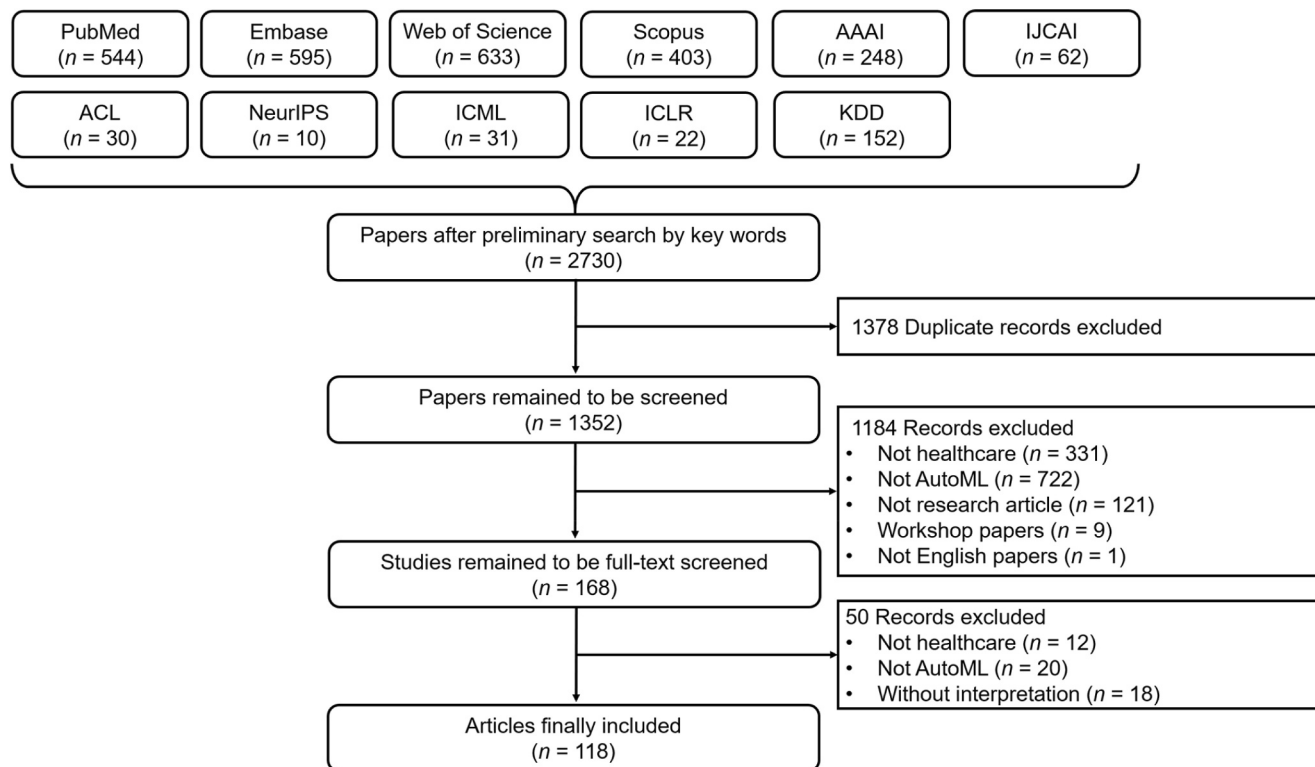 PubMed
(n = 544)
Embase
(n = 595)
Web of Science
(n = 633)
Scopus
(n = 403)
AAAI
(n = 248)
IJCAI
(n = 62)
ACL
(n = 30)
NeurIPS
(n = 10)
ICML
(n = 31)
ICLR
(n = 22)
KDD
(n = 152)
Papers after preliminary search by key words
(n = 2730)
1378 Duplicate records excluded
Papers remained to be screened
(n = 1352)
1184 Records excluded
• Not healthcare (n = 331)
• Not AutoML (n = 722)
• Not research article (n = 121)
• Workshop papers (n = 9)
• Not English papers (n = 1)
Studies remained to be full-text screened
(n = 168)
50 Records excluded
• Not healthcare (n = 12)
• Not AutoML (n = 20)
• Without interpretation (n = 18)
Articles finally included
(n = 118)